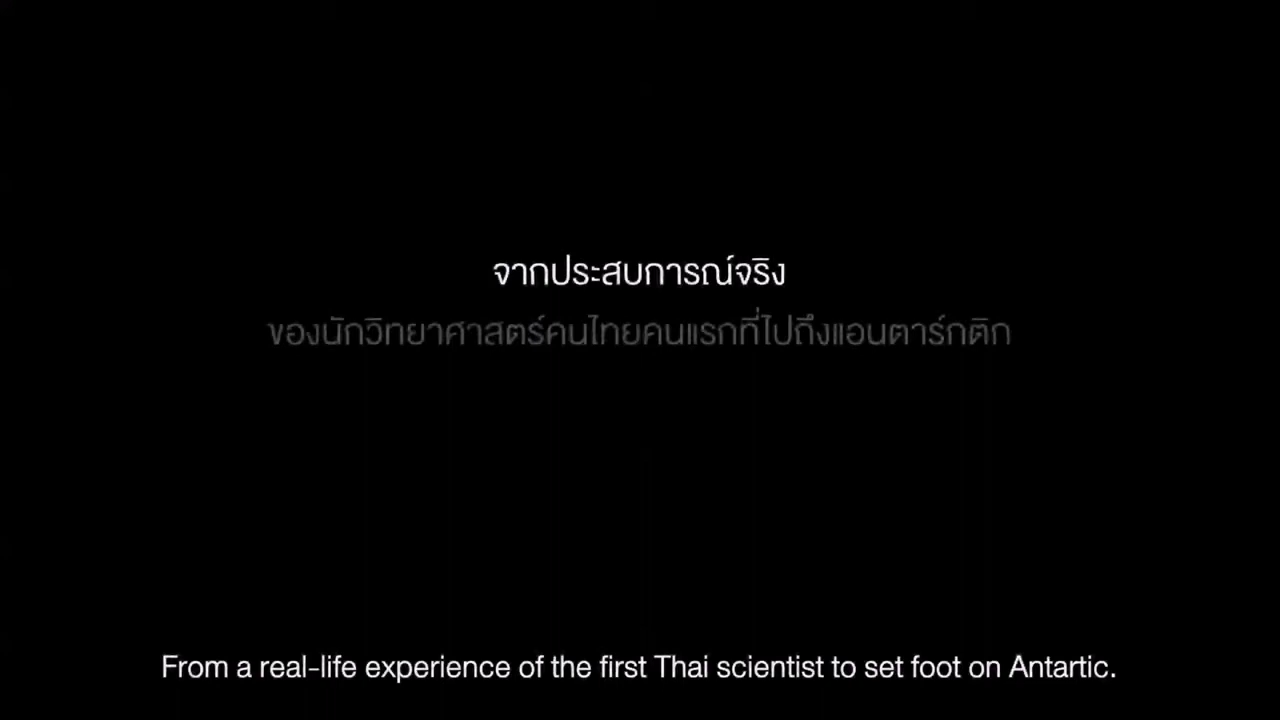 จากประสบการณ์จริง
ของนักวิทยาศาสตร์คนไทยคนแรกที่ไปถึงแอนตาร์กติก
From a real-life experience of the first Thai scientist to set foot on Antartic.